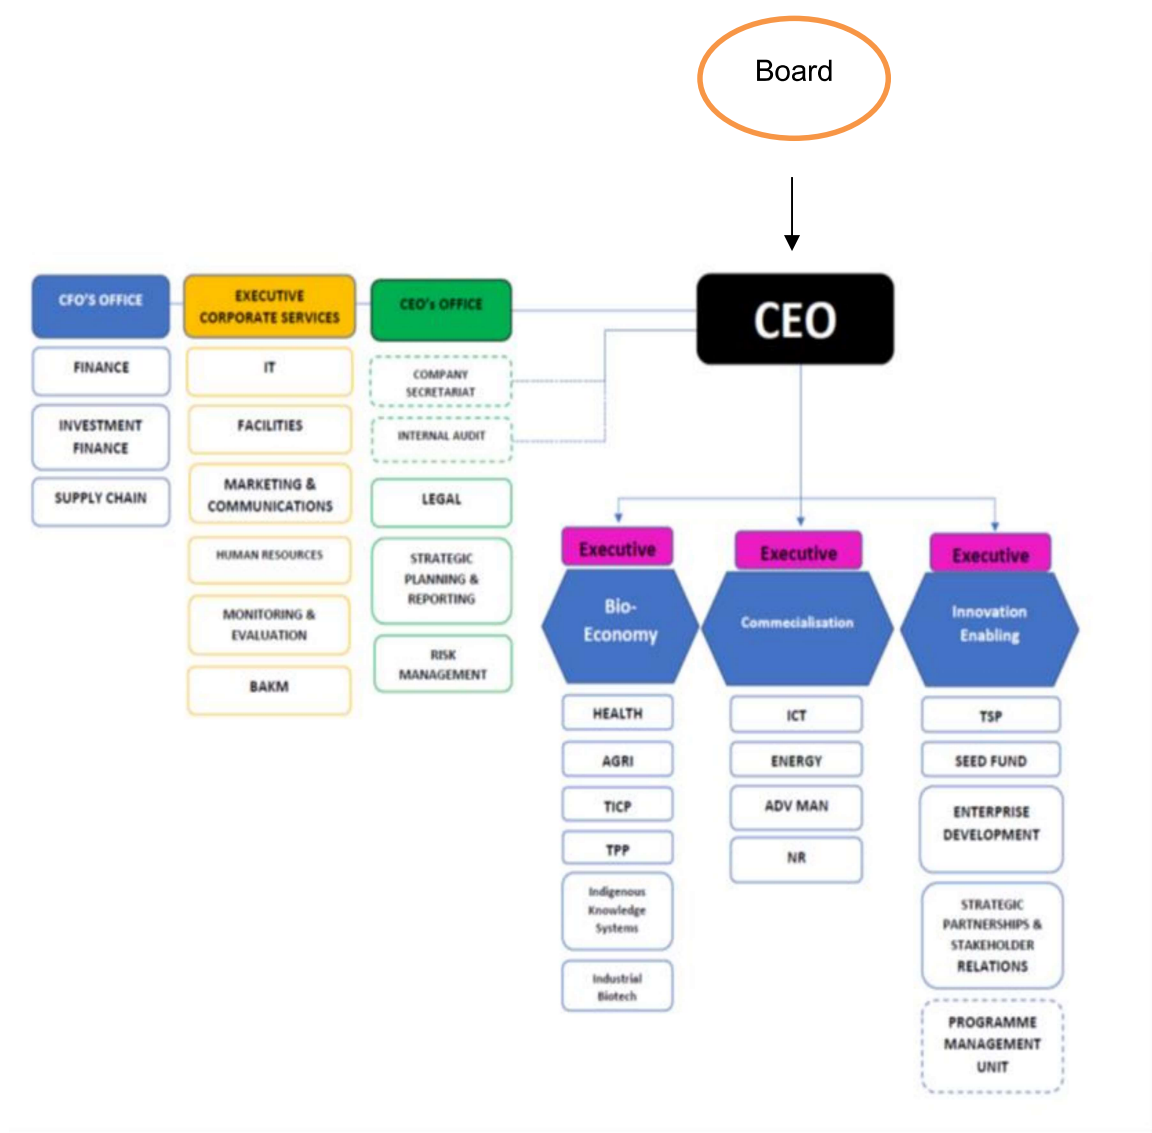 Board
CEO
CFO'S OFFICE
FINANCE
INVESTMENT
FINANCE
SUPPLY CHAIN
EXECUTIVE
CORPORATE SERVICES
IT
FACILITIES
MARKETING &
COMMUNICATIONS
HUMAN RESOURCES
MONITORING &
EVALUATION
BAKM
CEO's OFFICE
COMPANY
SECRETARIAT
INTERNAL AUDIT
LEGAL
STRATEGIC
PLANNING &
REPORTING
RISK
MANAGEMENT
Executive
Bio-
Economy
HEALTH
AGRI
TICP
TPP
Indigenous
Knowledge
Systems
Industrial
Biotech
Executive
Commecialisation
ICT
ENERGY
ADV MAN
NR
Executive
Innovation
Enabling
TSP
SEED FUND
ENTERPRISE
DEVELOPMENT
STRATEGIC
PARTNERSHIPS &
STAKEHOLDER
RELATIONS
PROGRAMME
MANAGEMENT
UNIT